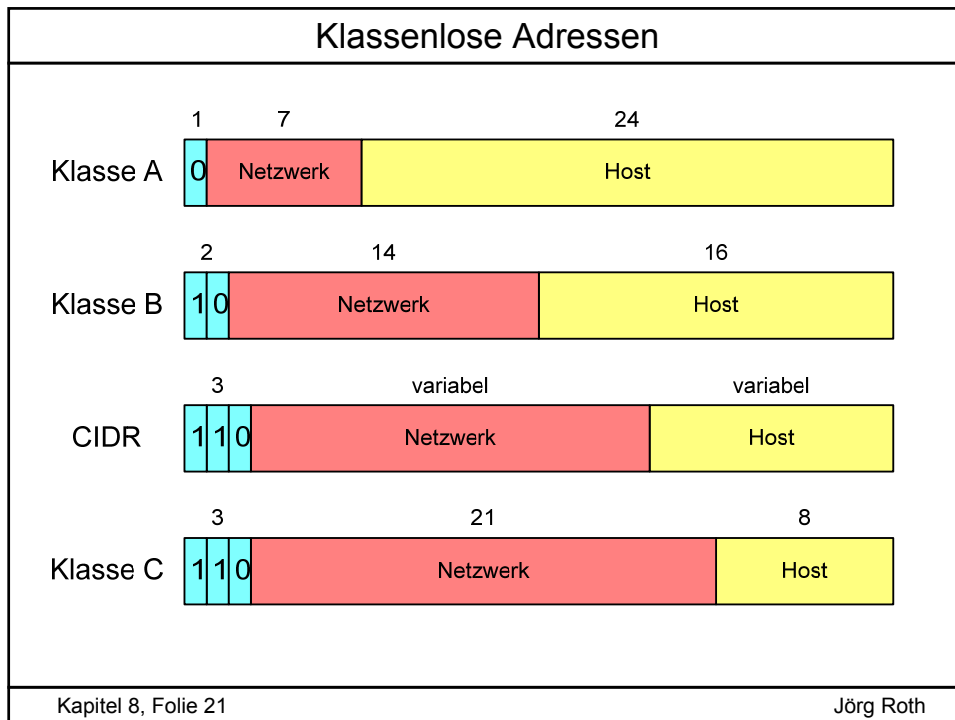 Klassenlose Adressen
1 7 24
Klasse A 0 Netzwerk Host
2 14 16
Klasse B 1 0 Netzwerk Host
3 variabel variabel
CIDR 1 1 0 Netzwerk Host
3 21 8
Klasse C 1 1 0 Netzwerk Host
Kapitel 8, Folie 21 Jörg Roth